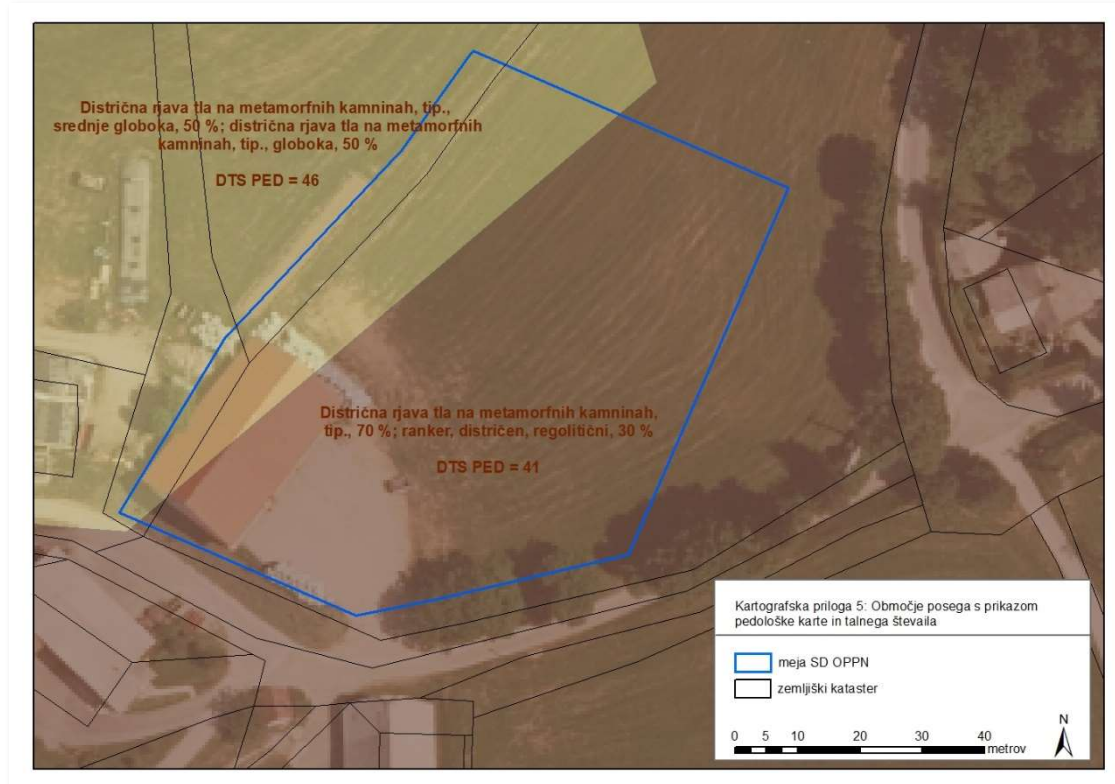 Distrična rjava tla na metamorfnih kamninah, tip.,
srednje globoka, 50 %; distrična rjava tla na metamorfnih
kamninah, tip., globoka, 50 %
DTS PED = 46
Distrična rjava tla na metamorfnih kamninah,
tip., 70 %; ranker, distričen, regolitični, 30 %
DTS PED = 41
Kartografska priloga 5: Območje posega s prikazom
pedološke karte in talnega števaila
meja SD OPPN
zemljiški kataster
0 5 10 20 30 40
metrov
N